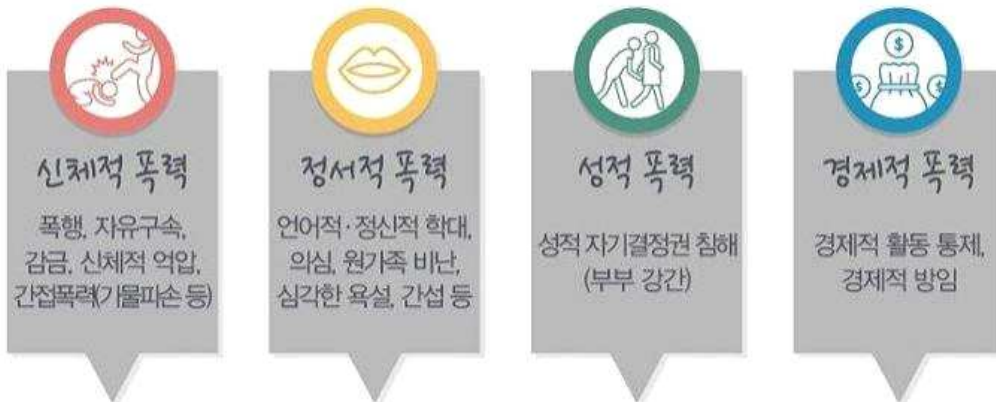 신체적 폭력
폭행, 자유구속,
감금, 신체적 억압,
간접폭력(기물파손 등)
정서적 폭력
언어적·정신적 학대,
의심, 원가족 비난,
심각한 욕설, 간섭 등
성적 폭력
성적 자기결정권 침해
(부부 강간)
경제적 폭력
경제적 활동 통제,
경제적 방임
$
$
$